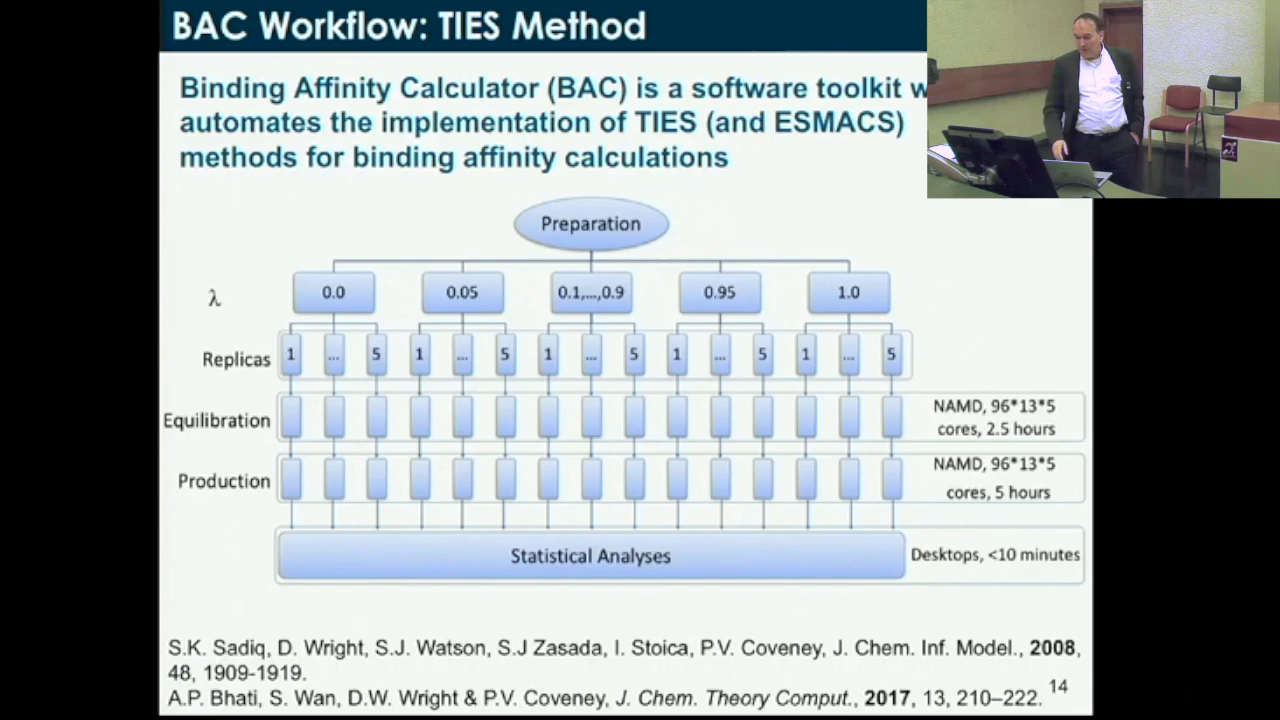 BAC Workflow: TIES Method
Binding Affinity Calculator (BAC) is a software toolkit
automates the implementation of TIES (and ESMACS)
methods for binding affinity calculations
Preparation
λ 0.0 0.05 0.1,...,0.9 0.95 1.0
Replicas 1 ... 5 1 ... 5 1 ... 5 1 ... 5 1 ... 5
Equilibration
NAMD, 96*13*5
cores, 2.5 hours
Production
NAMD, 96*13*5
cores, 5 hours
Statistical Analyses Desktops, <10 minutes
S.K. Sadiq, D. Wright, S.J. Watson, S.J Zasada, I. Stoica, P.V. Coveney, J. Chem. Inf. Model., 2008,
48, 1909-1919.
A.P. Bhati, S. Wan, D.W. Wright & P.V. Coveney, J. Chem. Theory Comput., 2017, 13, 210–222.
14